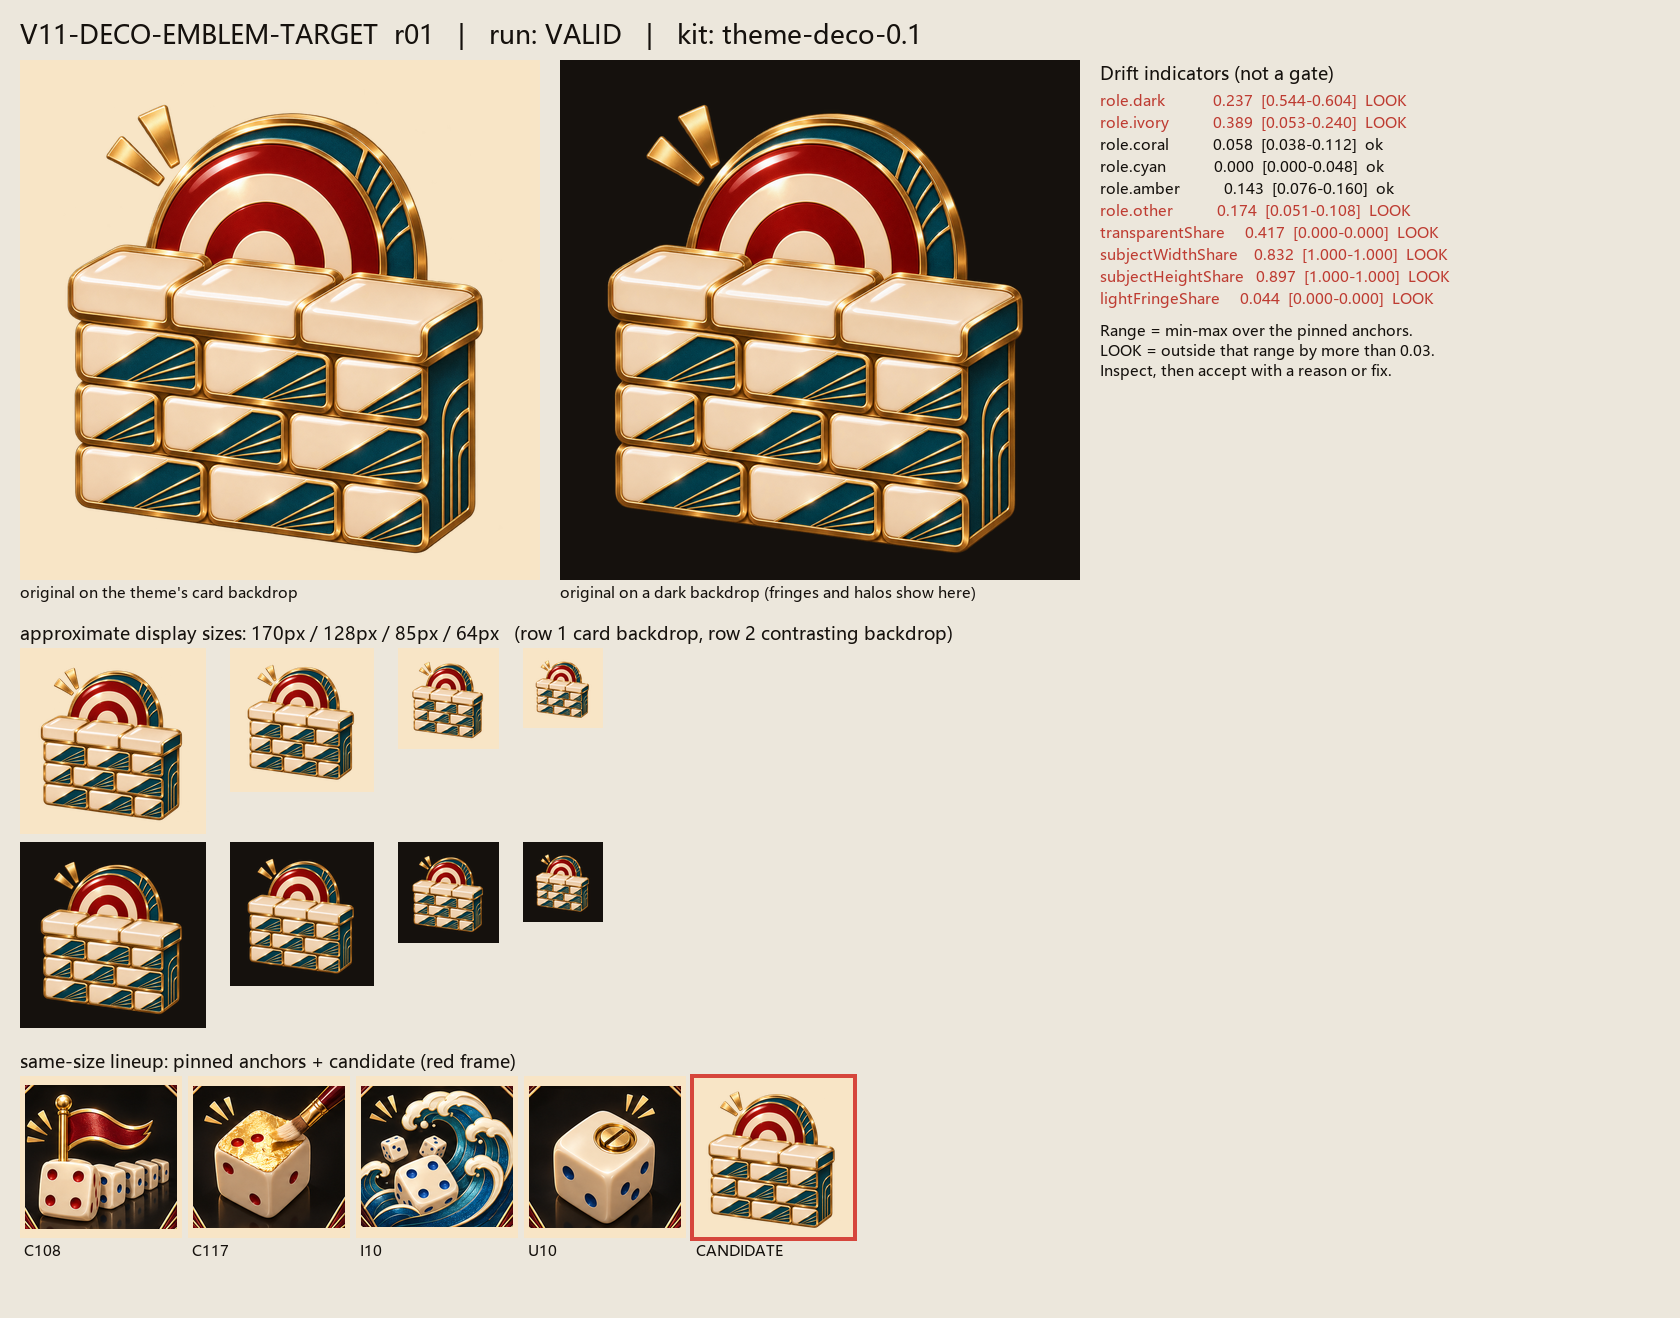 V11-DECO-EMBLEM-TARGET r01 | run: VALID | kit: theme-deco-0.1
Drift indicators (not a gate)
role.dark 0.237 [0.544-0.604] LOOK
role.ivory 0.389 [0.053-0.240] LOOK
role.coral 0.058 [0.038-0.112] ok
role.cyan 0.000 [0.000-0.048] ok
role.amber 0.143 [0.076-0.160] ok
role.other 0.174 [0.051-0.108] LOOK
transparentShare 0.417 [0.000-0.000] LOOK
subjectWidthShare 0.832 [1.000-1.000] LOOK
subjectHeightShare 0.897 [1.000-1.000] LOOK
lightFringeShare 0.044 [0.000-0.000] LOOK
Range = min-max over the pinned anchors.
LOOK = outside that range by more than 0.03.
Inspect, then accept with a reason or fix.
original on the theme's card backdrop
original on a dark backdrop (fringes and halos show here)
approximate display sizes: 170px / 128px / 85px / 64px (row 1 card backdrop, row 2 contrasting backdrop)
same-size lineup: pinned anchors + candidate (red frame)
C108
C117
I10
U10
CANDIDATE